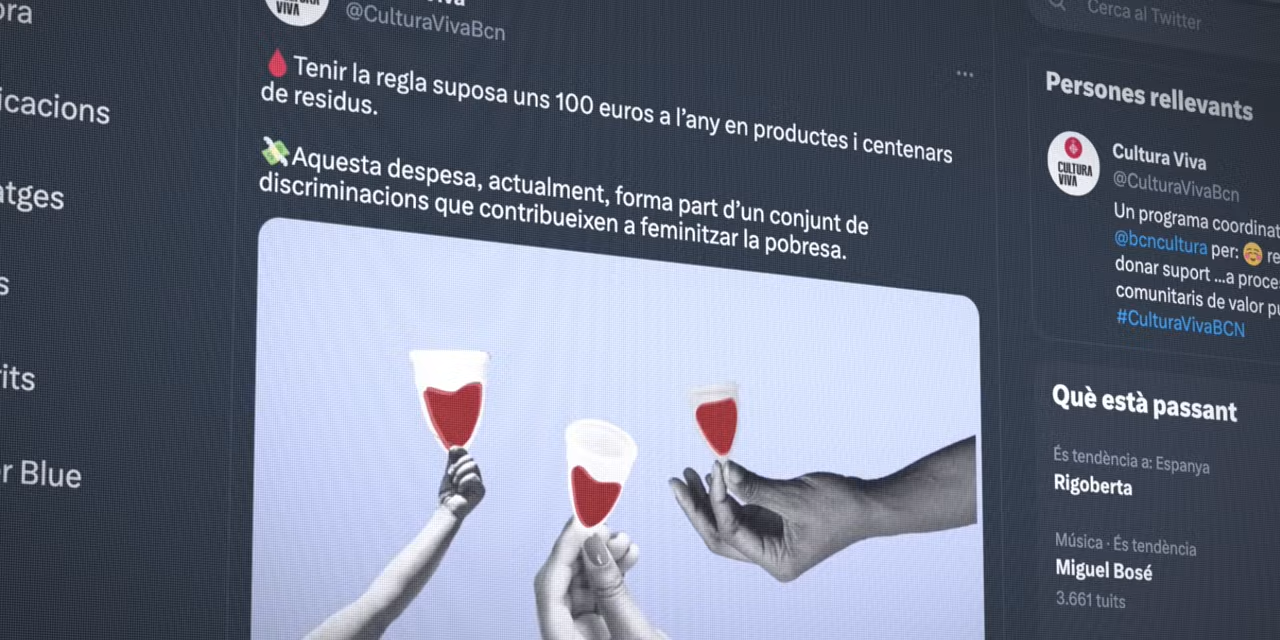 @CulturaVivaBcn
🩸Tenir la regla suposa uns 100 euros a l'any en productes i centenars
de residus.
💸Aquesta despesa, actualment, forma part d'un conjunt de
discriminacions que contribueixen a feminitzar la pobresa.
icacions
atges
s
r Blue
Cerca al Twitter
Persones rellevants
CULTURA
VIVA
Cultura Viva
@CulturaVivaBcn
Un programa coordinat
@bcncultura per: ☺️ re
donar suport ...a proce
comunitaris de valor pú
#CulturaVivaBCN
Què està passant
És tendència a: Espanya
Rigoberta
Música · És tendència
Miguel Bosé
3.661 tuits